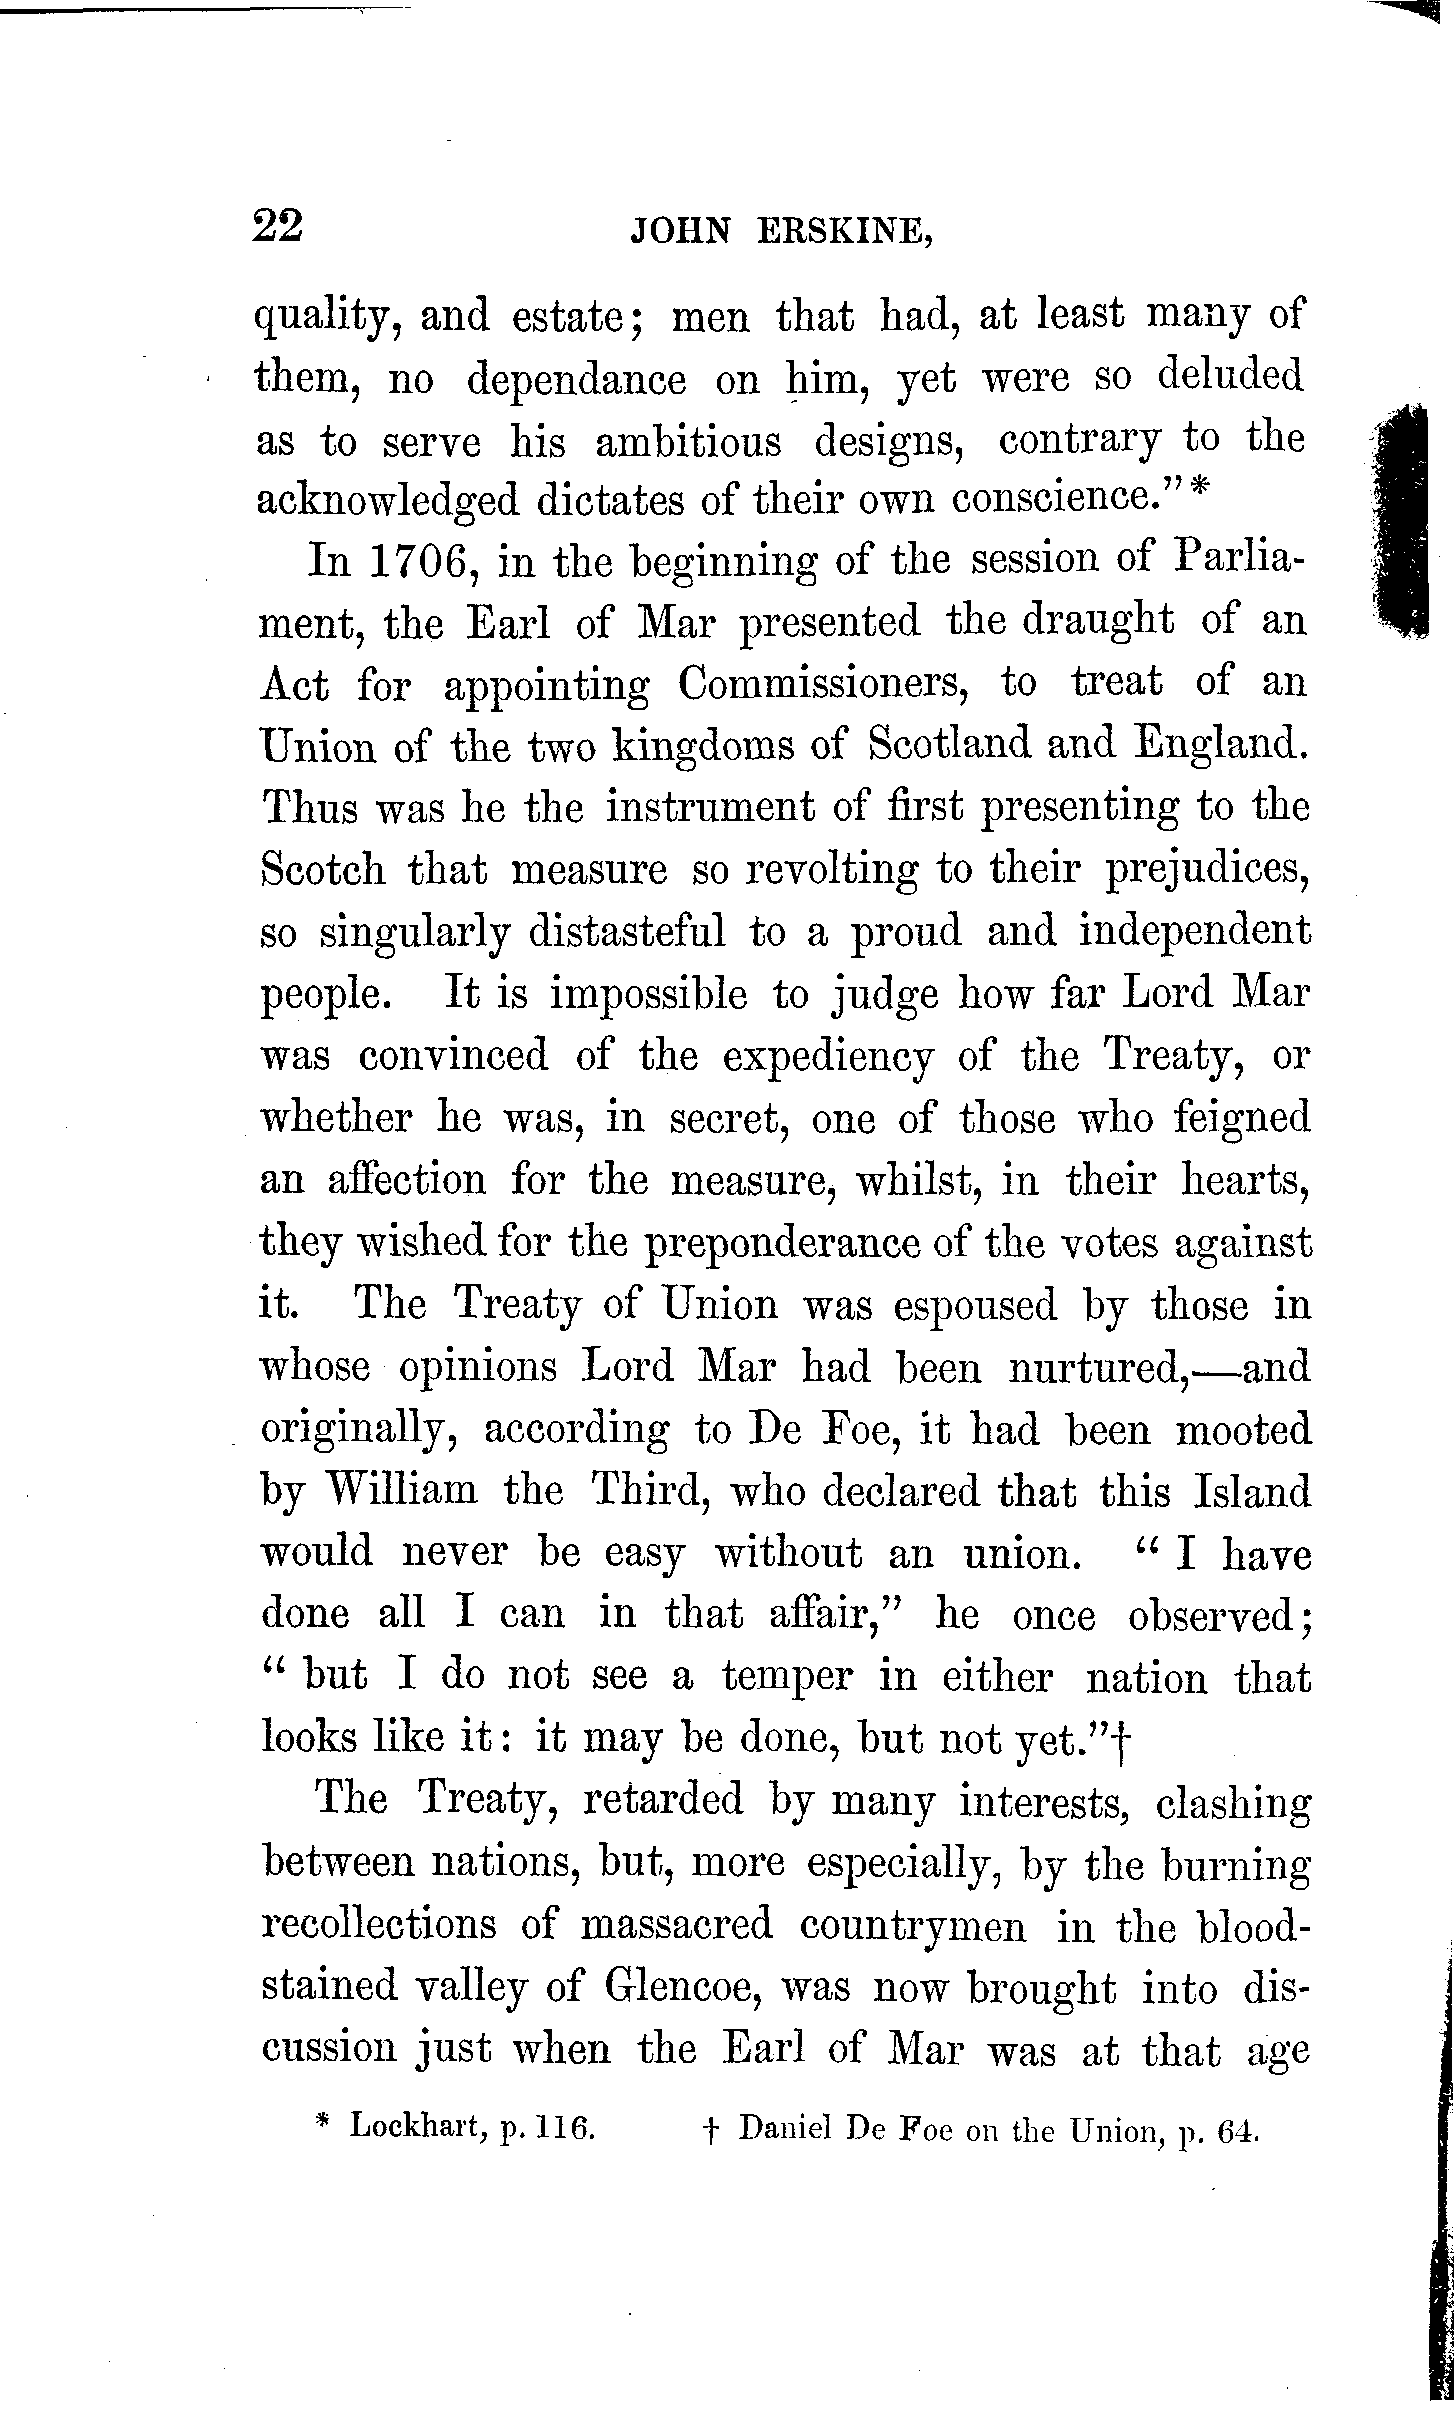 22 JOHN ERSKINE,
quality, and estate; men that had, at least many of
them, no dependance on him, yet were so deluded
as to serve his ambitious designs, contrary to the
acknowledged dictates of their own conscience."*
In 1706, in the beginning of the session of Parlia-
ment, the Earl of Mar presented the draught of an
Act for appointing Commissioners, to treat of an
Union of the two kingdoms of Scotland and England.
Thus was he the instrument of first presenting to the
Scotch that measure so revolting to their prejudices,
so singularly distasteful to a proud and independent
people. It is impossible to judge how far Lord Mar
was convinced of the expediency of the Treaty, or
whether he was, in secret, one of those who feigned
an affection for the measure, whilst, in their hearts,
they wished for the preponderance of the votes against
it. The Treaty of Union was espoused by those in
whose opinions Lord Mar had been nurtured,—and
originally, according to De Foe, it had been mooted
by William the Third, who declared that this Island
would never be easy without an union. " I have
done all I can in that affair," he once observed;
" but I do not see a temper in either nation that
looks like it: it may be done, but not yet."†
The Treaty, retarded by many interests, clashing
between nations, but, more especially, by the burning
recollections of massacred countrymen in the blood-
stained valley of Glencoe, was now brought into dis-
cussion just when the Earl of Mar was at that age
* Lockhart, p. 116. † Daniel De Foe on the Union, p. 64.